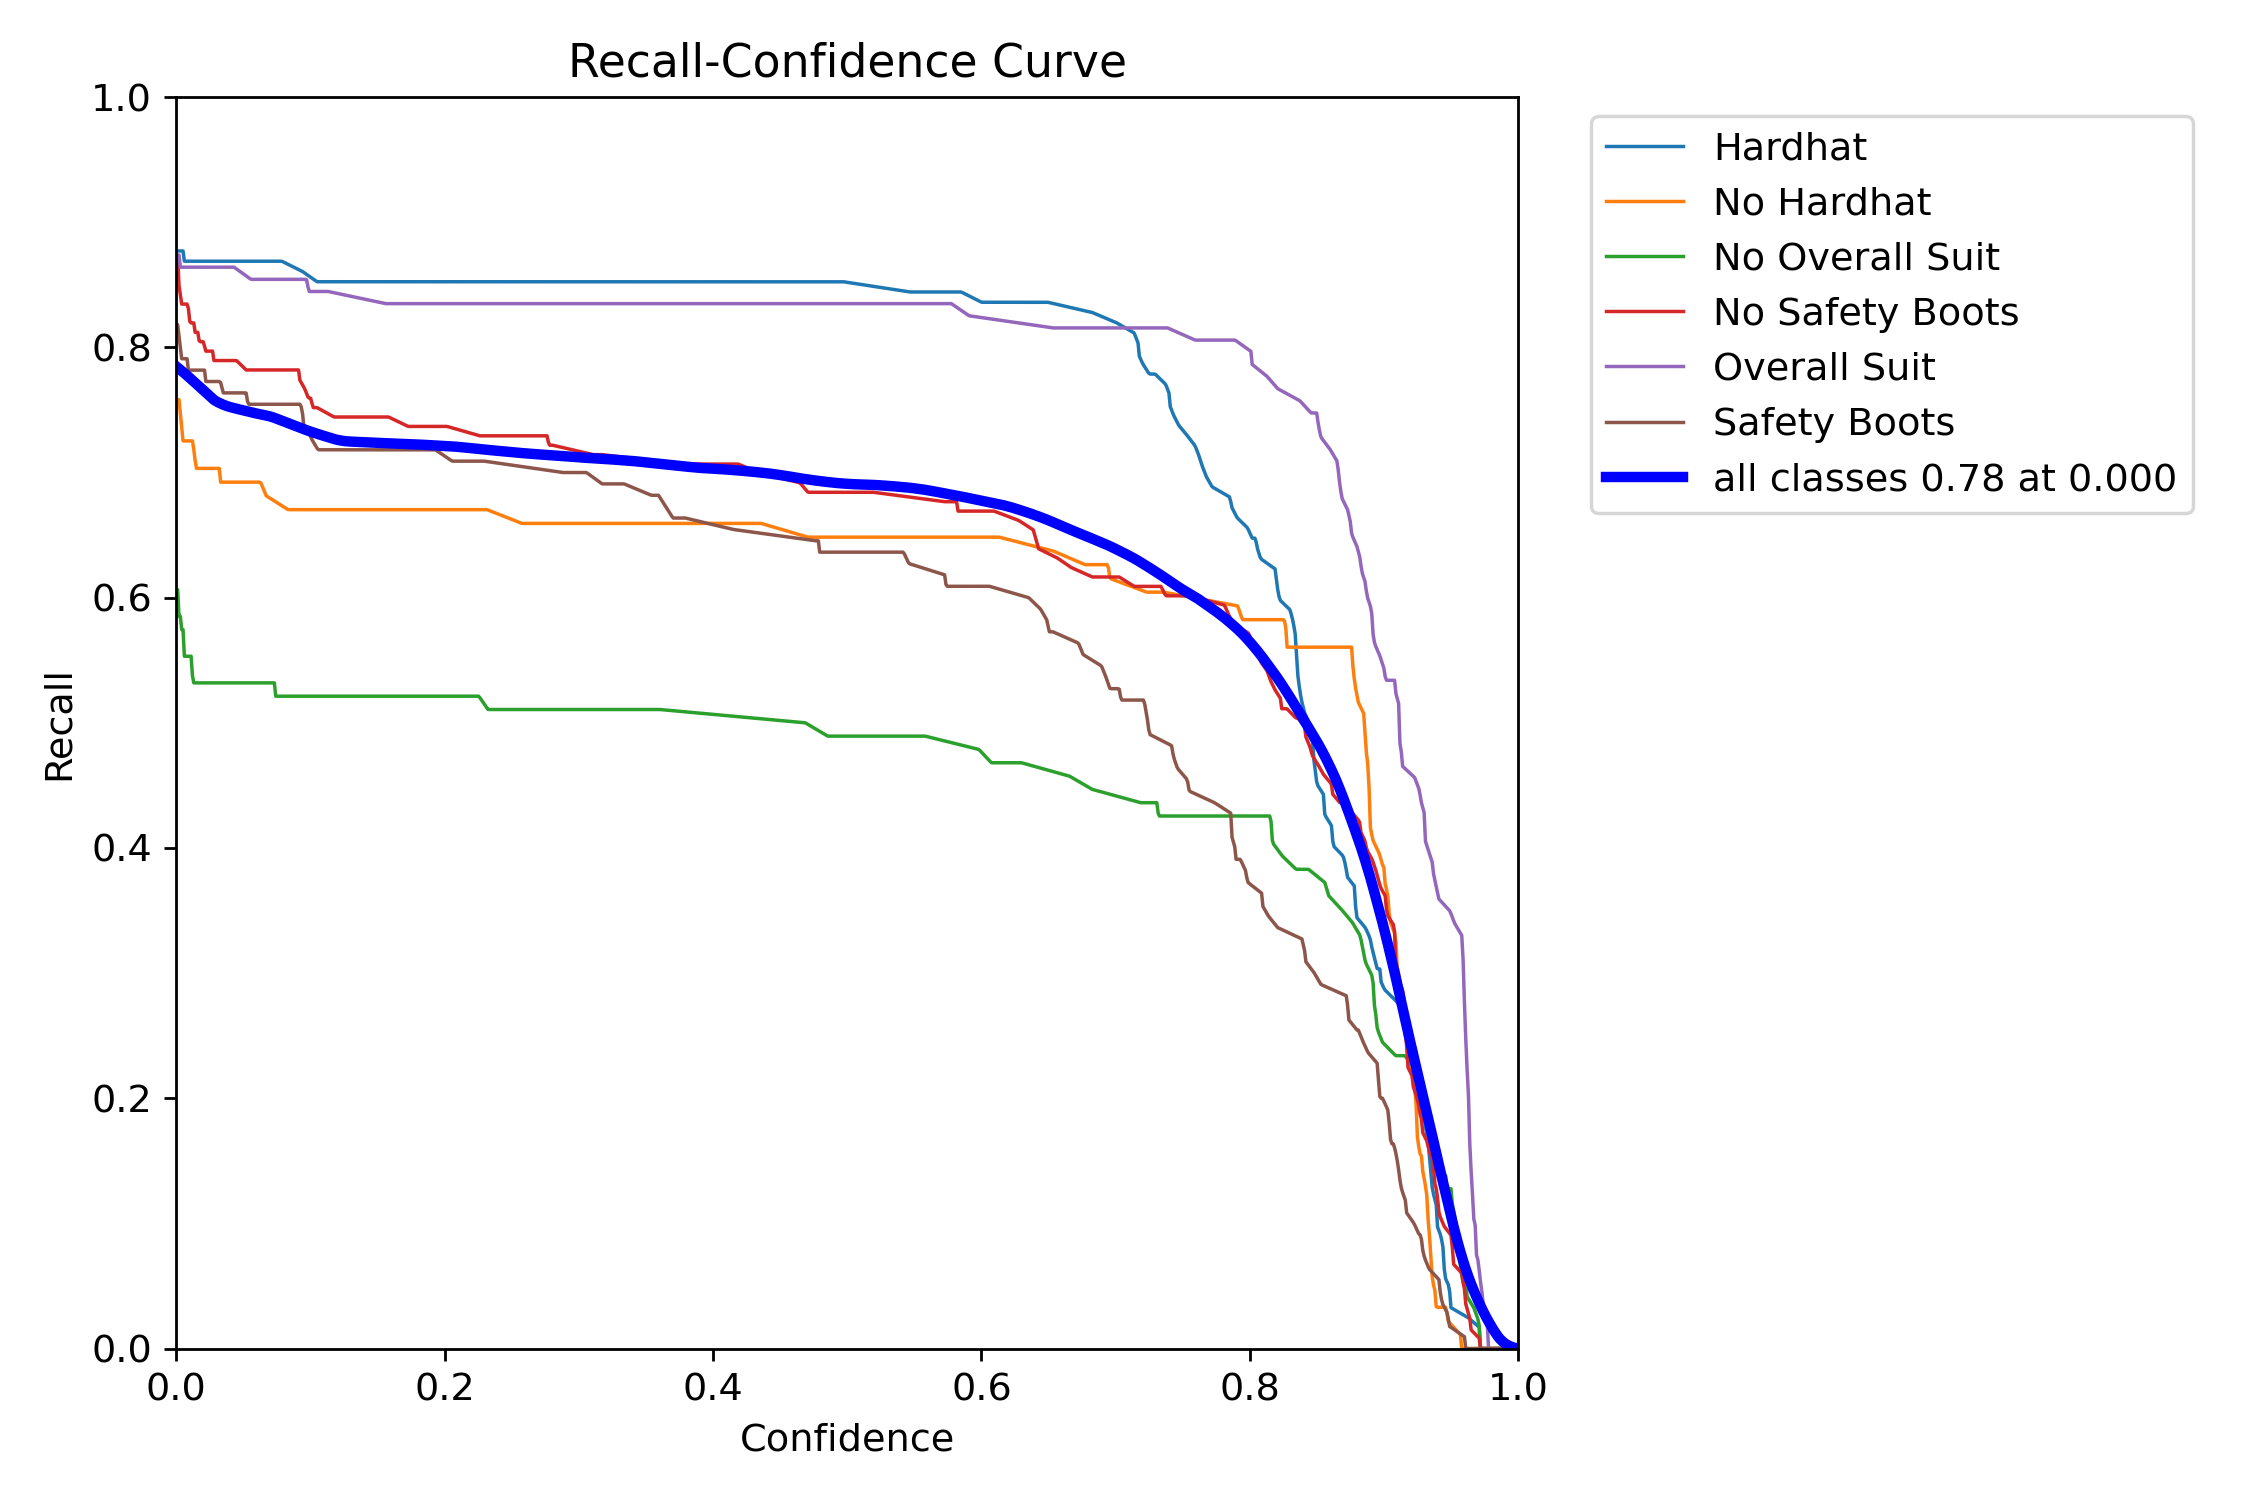 Recall-Confidence Curve
1.0
0.8
0.6
0.4
0.2
0.0
Recall
0.0 0.2 0.4 0.6 0.8 1.0
Confidence
Hardhat
No Hardhat
No Overall Suit
No Safety Boots
Overall Suit
Safety Boots
all classes 0.78 at 0.000